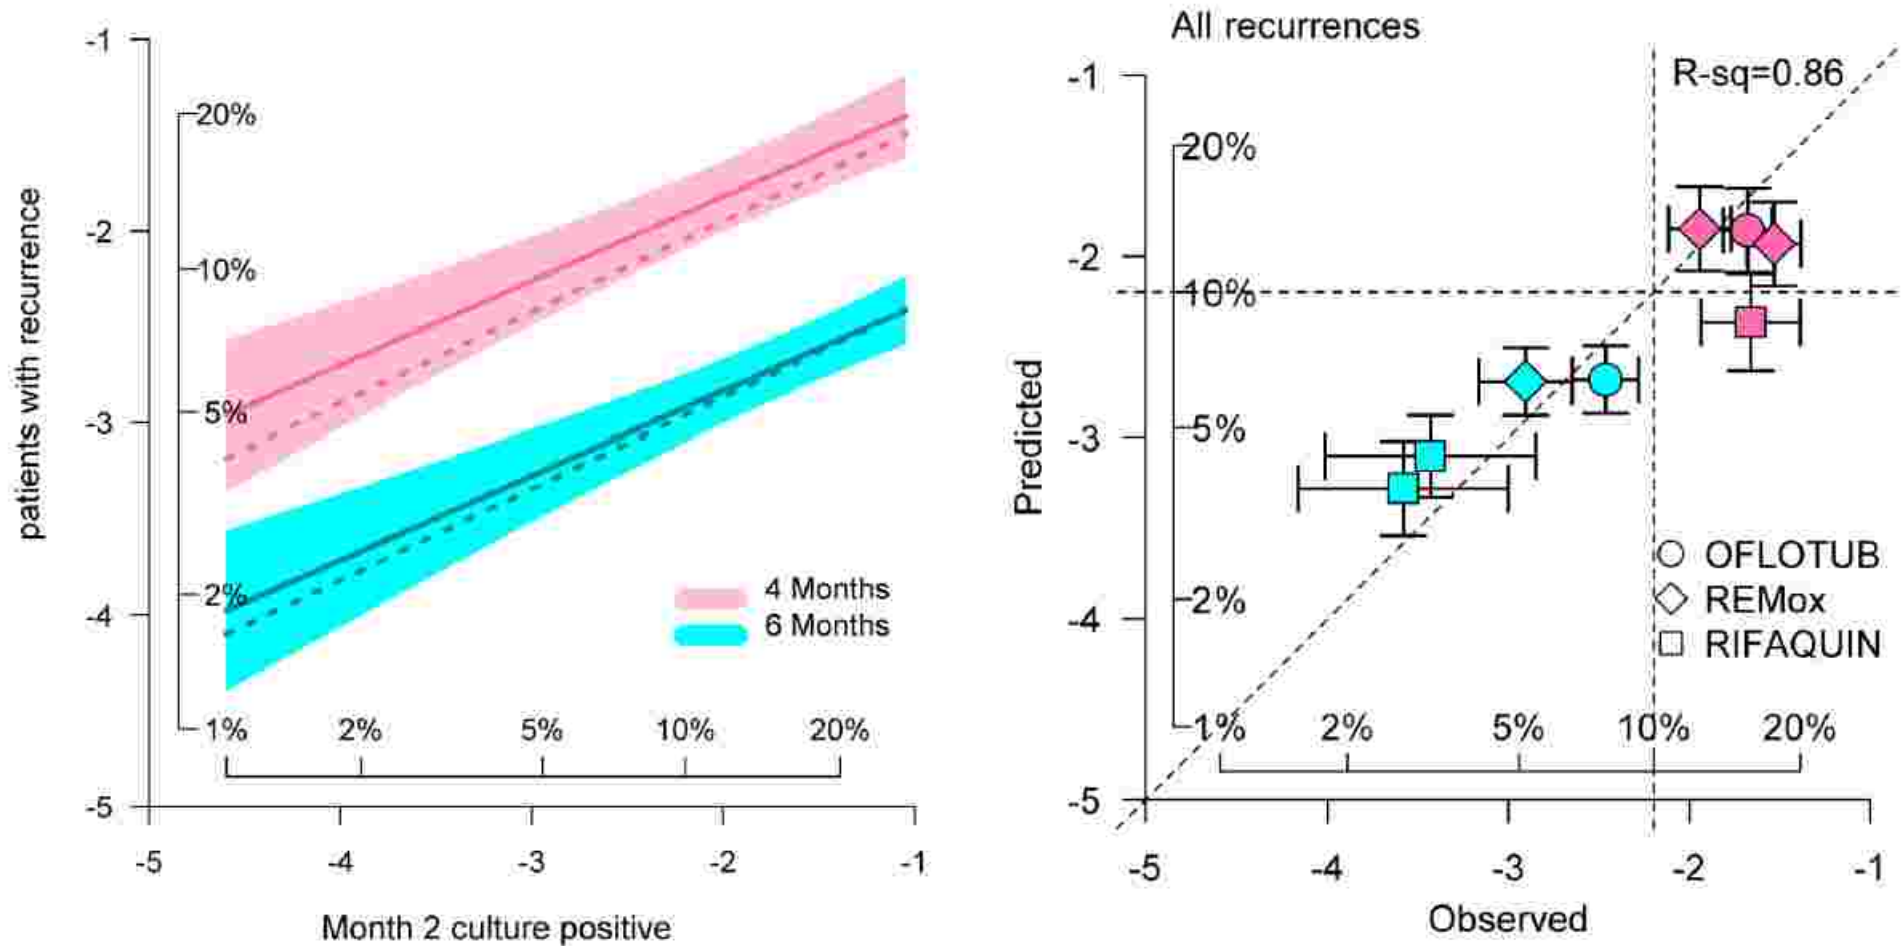 patients with recurrence
-1
-2
-3
-4
-5
20%
10%
5%
2%
1%
1% 2% 5% 10% 20%
4 Months
6 Months
-5 -4 -3 -2 -1
Month 2 culture positive
All recurrences
R-sq=0.86
Predicted
-1
-2
-3
-4
-5
20%
10%
5%
2%
1%
1% 2% 5% 10% 20%
OFLOTUB
REMox
RIFAQUIN
-5 -4 -3 -2 -1
Observed